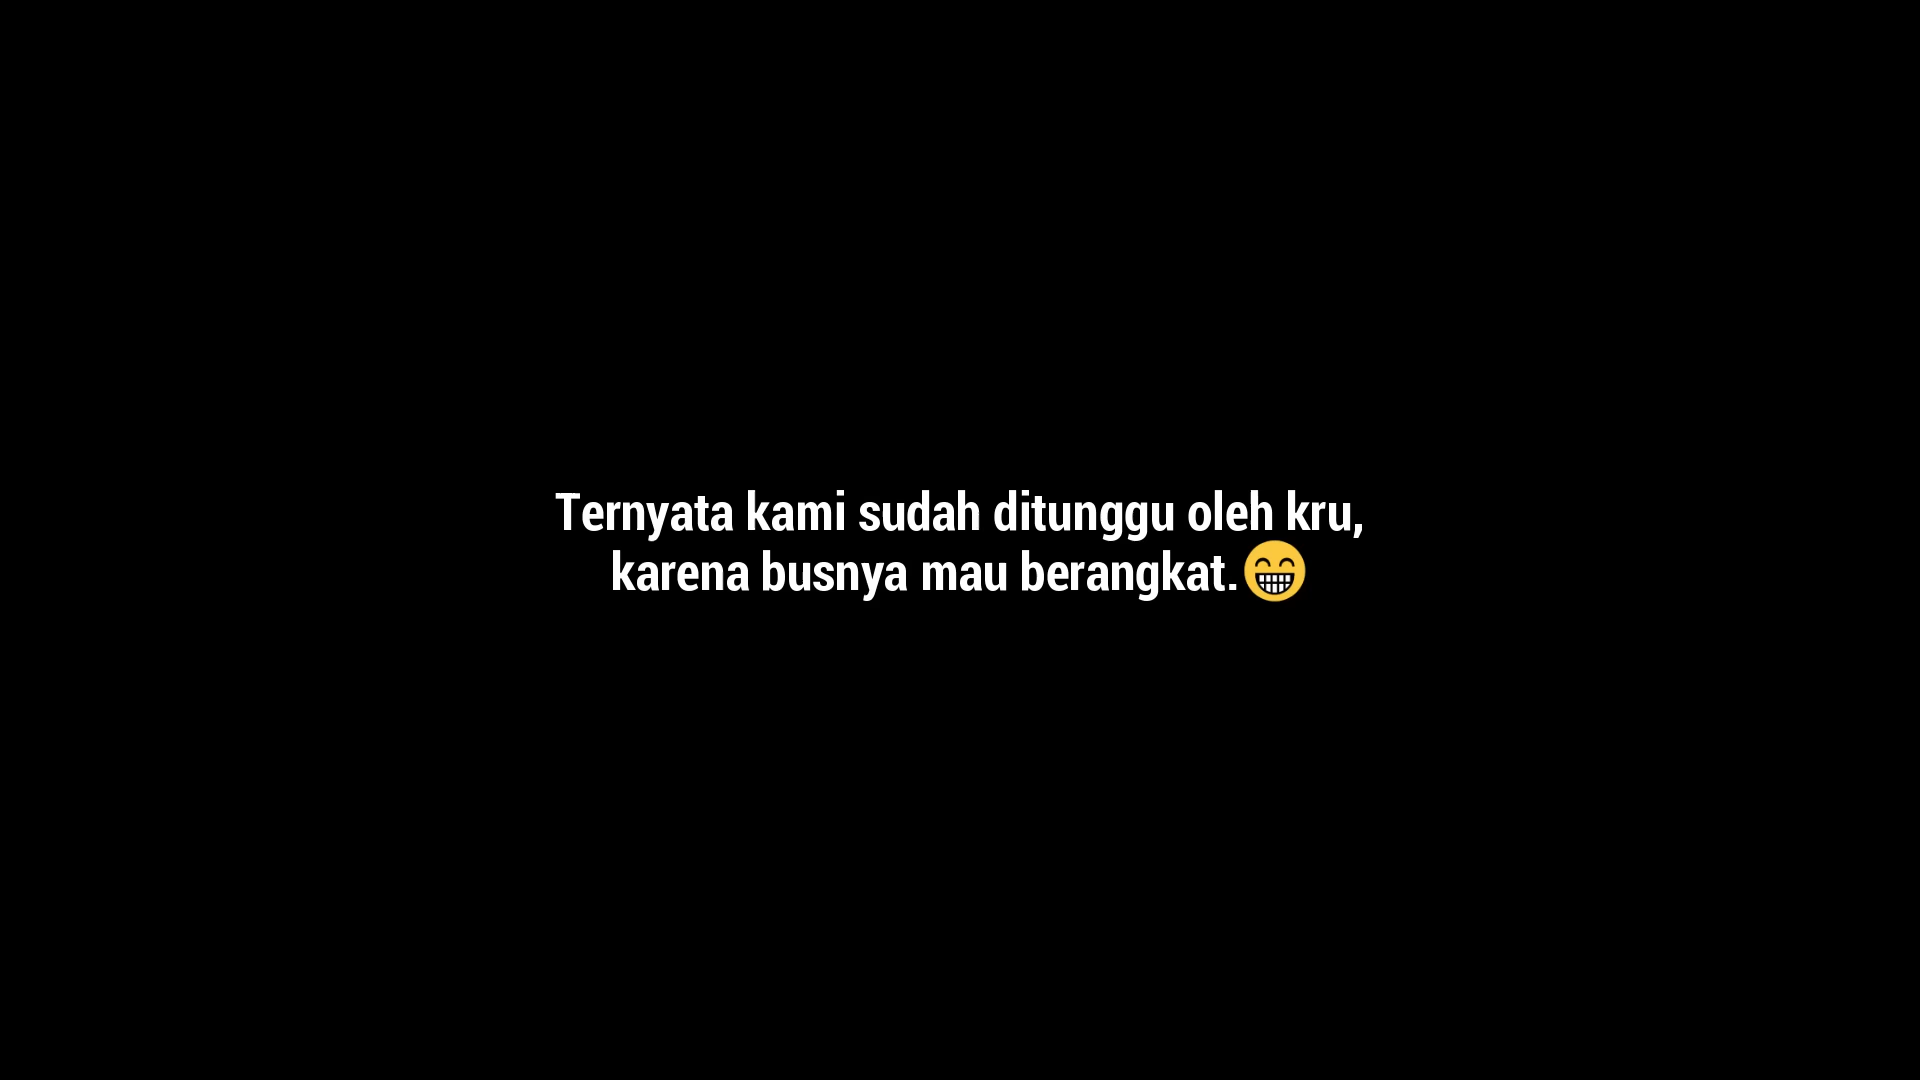 Ternyata kami sudah ditunggu oleh kru,
karena busnya mau berangkat.😁